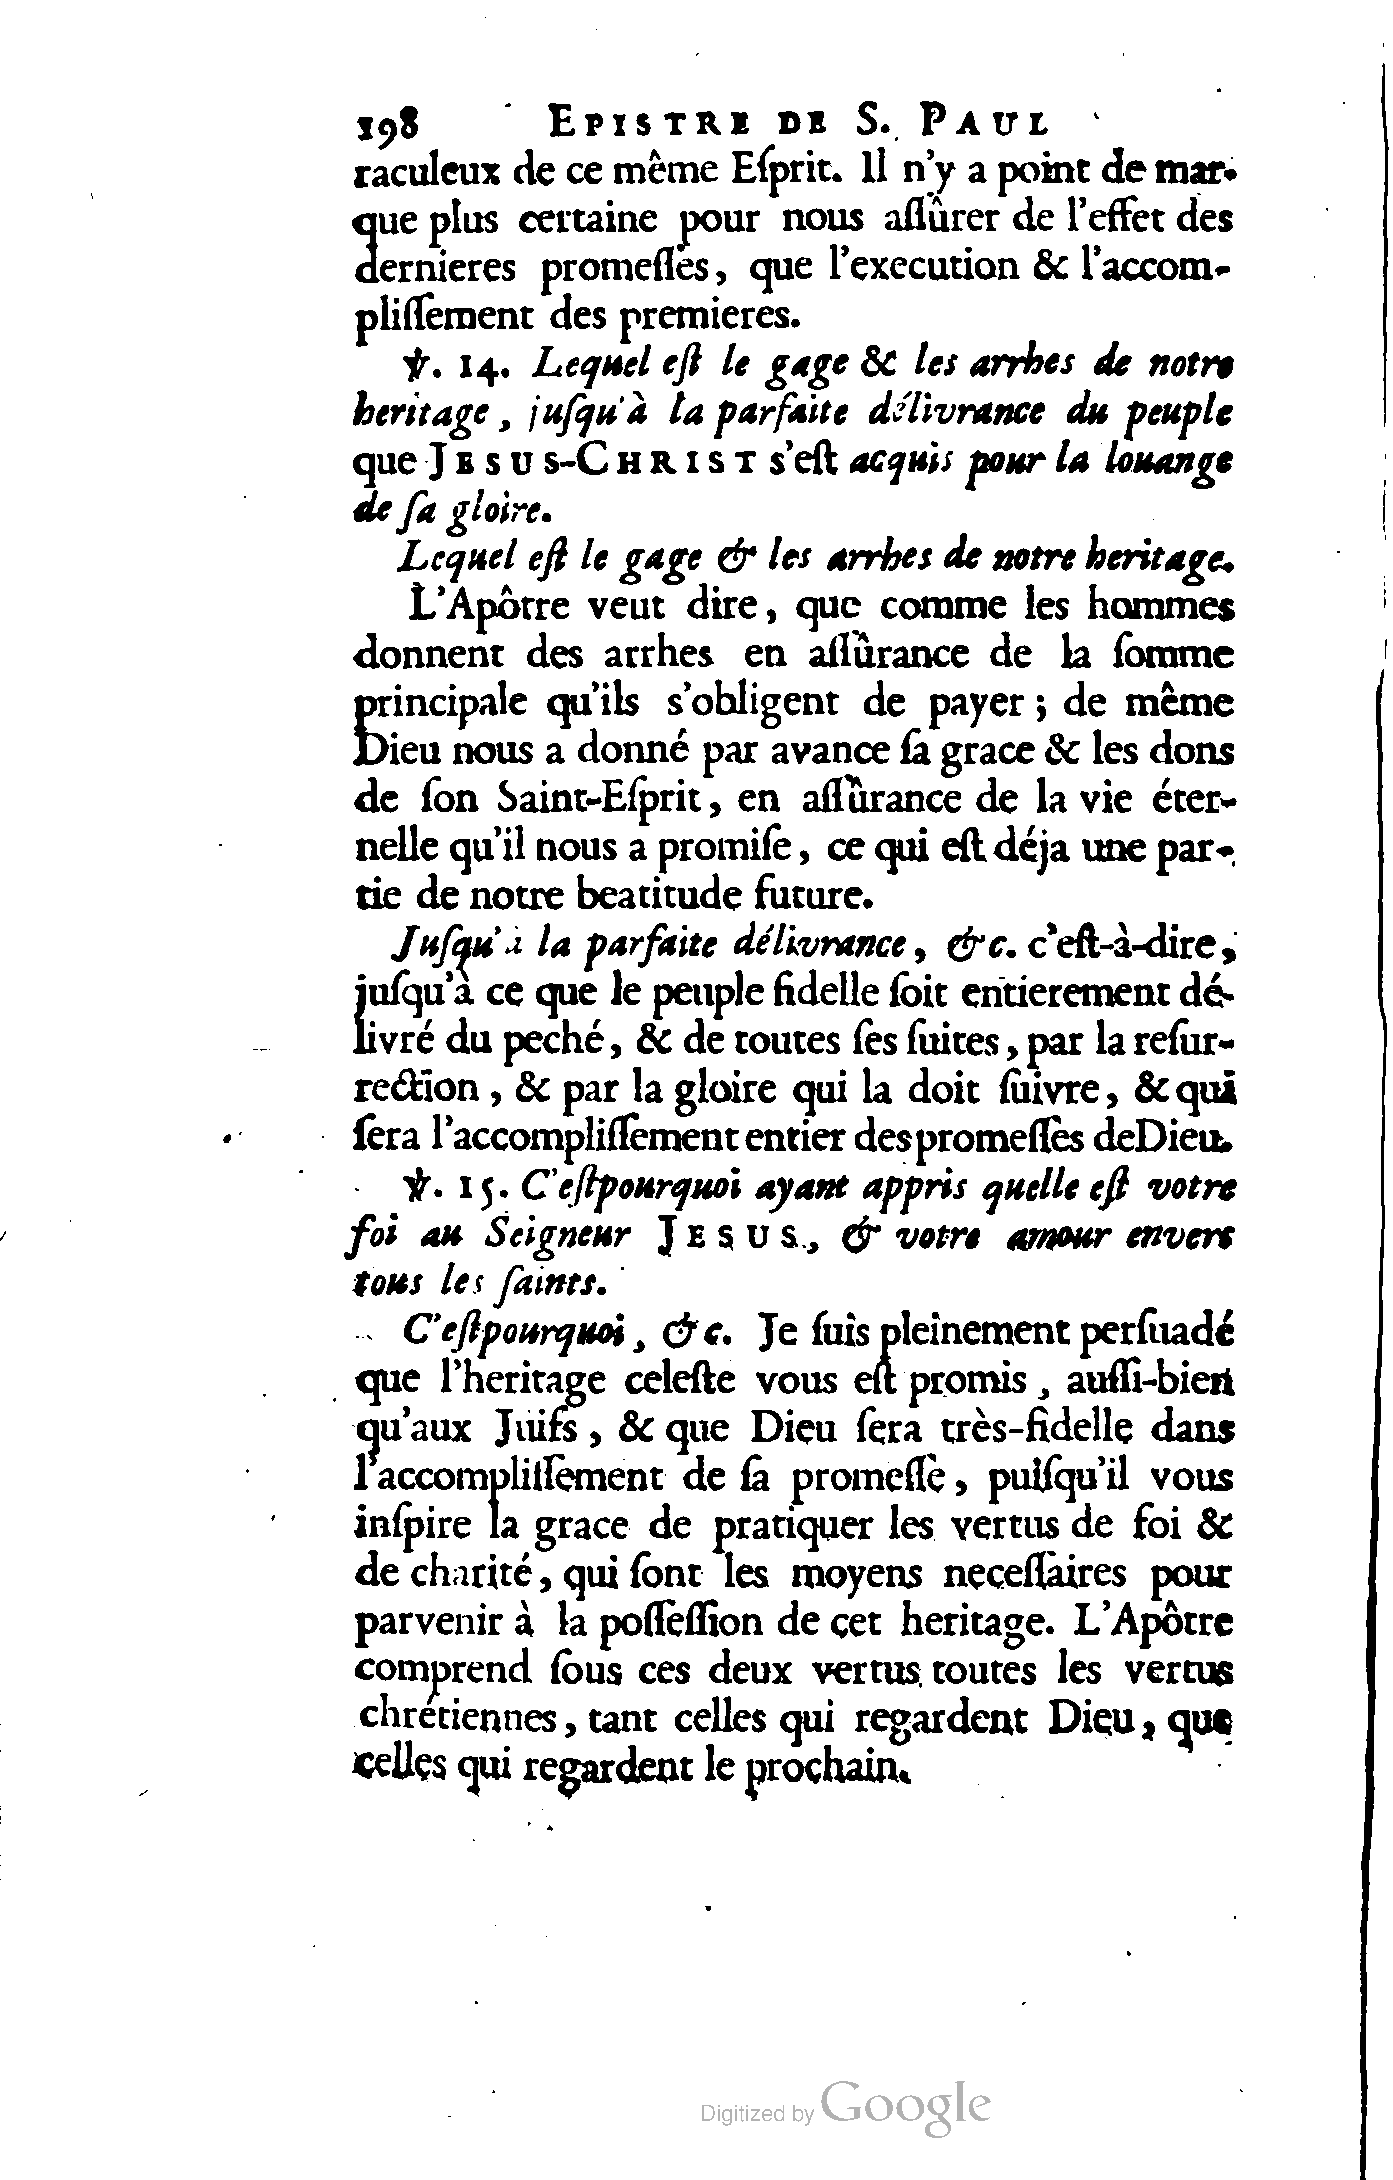 198 EPISTRE DE S. PAUL
raculeux de ce même Eſprit. Il n'y a point de mar-
que plus certaine pour nous aſſûrer de l'effet des
dernieres promeſſes, que l'execution & l'accom-
pliſſement des premieres.
℣. 14. Lequel eſt le gage & les arrhes de notre
heritage, juſqu'à la parfaite délivrance du peuple
que JESUS-CHRIST s'eſt acquis pour la louange
de ſa gloire.
Lequel eſt le gage & les arrhes de notre heritage.
L'Apôtre veut dire, que comme les hommes
donnent des arrhes en aſſûrance de la ſomme
principale qu'ils s'obligent de payer ; de même
Dieu nous a donné par avance ſa grace & les dons
de ſon Saint-Eſprit, en aſſûrance de la vie éter-
nelle qu'il nous a promiſe, ce qui eſt déja une par-
tie de notre beatitude future.
Juſqu'à la parfaite délivrance, &c. c'eſt-à-dire,
juſqu'à ce que le peuple fidelle ſoit entierement dé-
livré du peché, & de toutes ſes ſuites, par la reſur-
rection, & par la gloire qui la doit ſuivre, & qui
ſera l'accompliſſement entier des promeſſes de Dieu.
℣. 15. C'eſtpourquoi ayant appris quelle eſt votre
foi au Seigneur JESUS, & votre amour envers
tous les ſaints.
C'eſtpourquoi, &c. Je ſuis pleinement perſuadé
que l'heritage celeſte vous eſt promis, auſſi-bien
qu'aux Juifs, & que Dieu ſera très-fidelle dans
l'accompliſſement de ſa promeſſe, puiſqu'il vous
inſpire la grace de pratiquer les vertus de foi &
de charité, qui ſont les moyens neceſſaires pour
parvenir à la poſſeſſion de cet heritage. L'Apôtre
comprend ſous ces deux vertus toutes les vertus
chrétiennes, tant celles qui regardent Dieu, que
celles qui regardent le prochain.
Digitized by Google